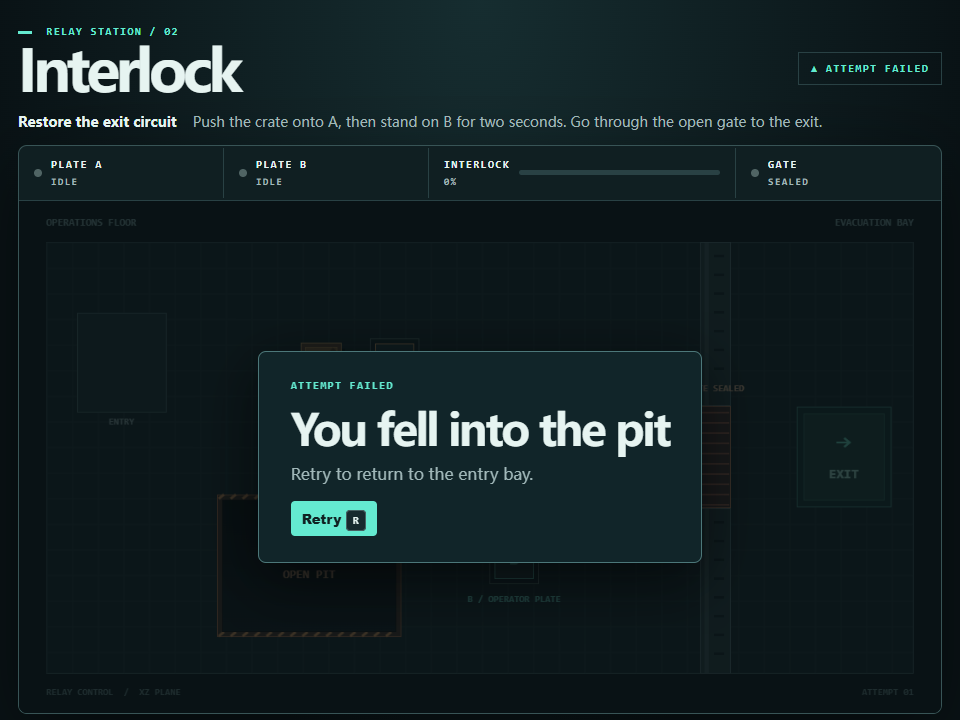 RELAY STATION / 02
Interlock
▲ ATTEMPT FAILED
Restore the exit circuit Push the crate onto A, then stand on B for two seconds. Go through the open gate to the exit.
PLATE A
IDLE
PLATE B
IDLE
INTERLOCK
0%
GATE
SEALED
OPERATIONS FLOOR
EVACUATION BAY
ENTRY
SEALED
→
EXIT
ATTEMPT FAILED
You fell into the pit
Retry to return to the entry bay.
Retry R
OPEN PIT
B / OPERATOR PLATE
RELAY CONTROL / XZ PLANE
ATTEMPT 01